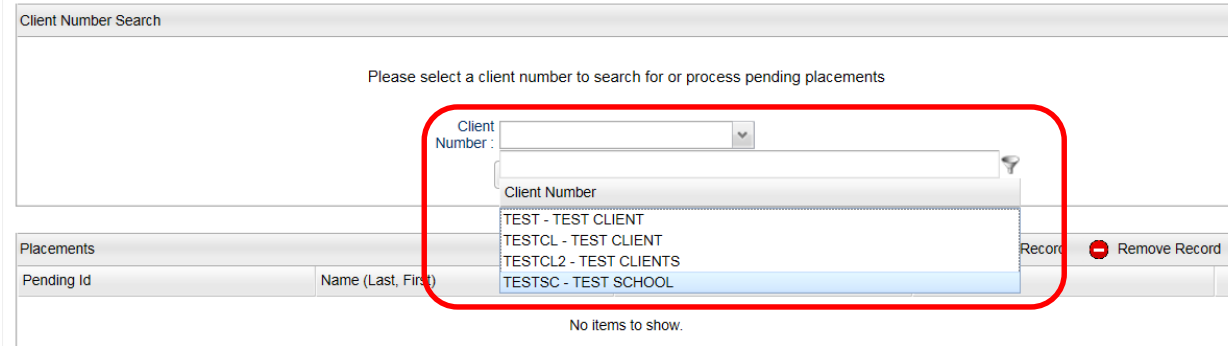 Client Number Search
Please select a client number to search for or process pending placements
Client
Number :
Client Number
TEST - TEST CLIENT
TESTCL - TEST CLIENT
TESTCL2 - TEST CLIENTS
TESTSC - TEST SCHOOL
Placements Record Remove Record
Pending Id Name (Last, First)
No items to show.